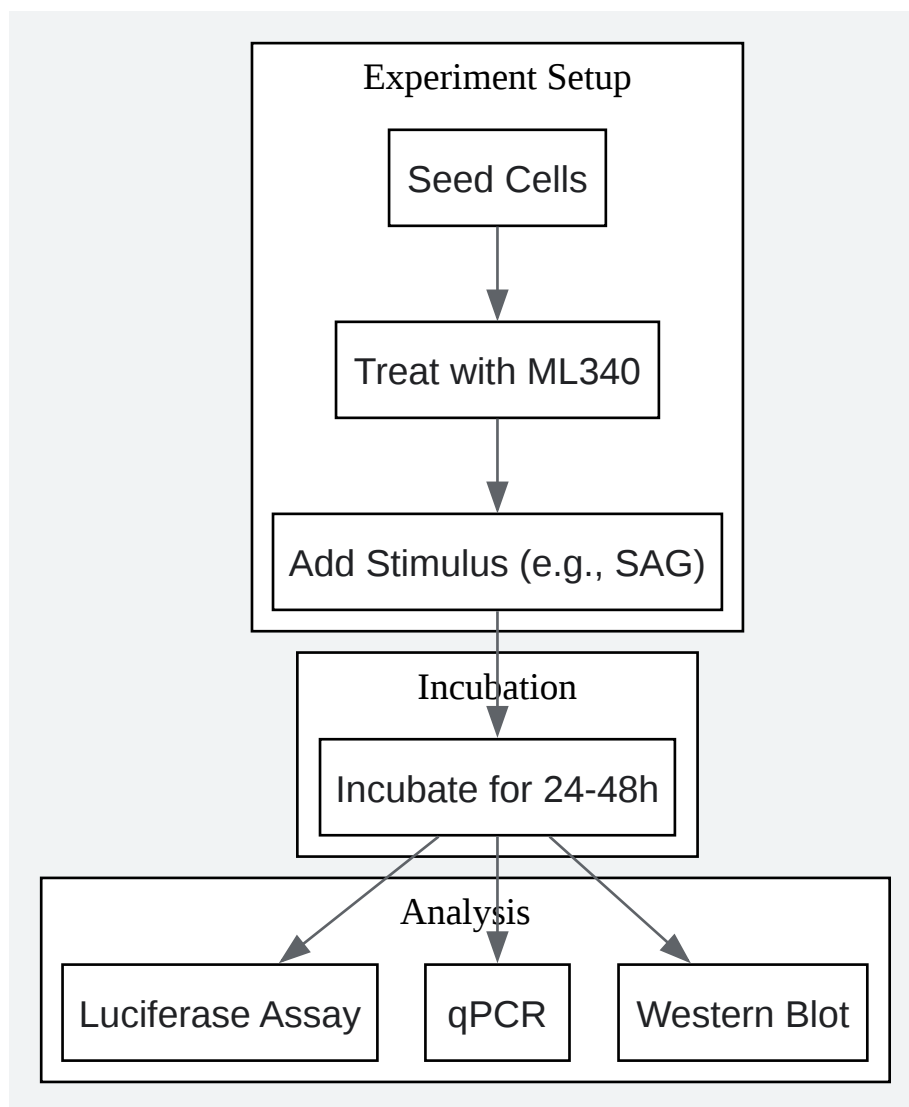 Experiment Setup
Seed Cells
Treat with ML340
Add Stimulus (e.g., SAG)
Incubation
Incubate for 24-48h
Analysis
Luciferase Assay
qPCR
Western Blot